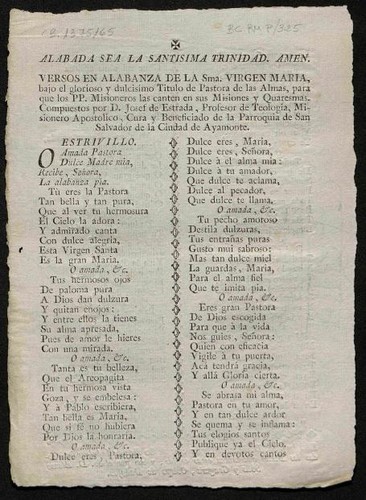 C. 1375/65
BC PM P/385
ALABADA SEA LA SANTISIMA TRINIDAD. AMEN.
VERSOS EN ALABANZA DE LA Sma. VIRGEN MARIA,
bajo el glorioso y dulcisimo Titulo de Pastora de las Almas, para
que los PP. Misioneros las canten en sus Misiones y Quaresmas.
Compuestos por D. Josef de Estrada, Profesor de Teología, Mi-
sionero Apostolico, Cura y Beneficiado de la Parroquia de San
Salvador de la Ciudad de Ayamonte.
ESTRIVILLO.
O Amada Pastora
Dulce Madre mia,
Recibe, Señora,
La alabanza pia.
Tú eres la Pastora
Tan bella y tan pura,
Que al ver tu hermosura
El Cielo la adora:
Y admirado canta
Con dulce alegria,
Esta Virgen Santa
Es la gran Maria.
O amada, &c.
Tus hermosos ojos
De paloma pura
A Dios dan dulzura
Y quitan enojos:
Y entre ellos la tienes
Su alma apresada,
Pues de amor le hieres
Con una mirada.
O amada, &c.
Tanta es tu belleza,
Que el Areopagita
En tu hermosa vista
Goza, y se embelesa:
Y á Pablo escribiera,
Tan bella es Maria,
Que si fé no hubiera
Por Dios la honraria.
O amada, &c.
Dulce eres, Pastora,
Dulce eres, Maria,
Dulce eres, Señora,
Dulce á el alma mia:
Dulce á tu amador,
Que dulce te aclama,
Dulce al pecador,
Que dulce te llama.
O amada, &c.
Tu pecho amoroso
Destila dulzuras,
Tus entrañas puras
Gusto mui sabroso:
Mas tan dulce miel
La guardas, Maria,
Para el alma fiel
Que te imita pia.
O amada, &c.
Eres gran Pastora
De Dios escogida
Para que á la vida
Nos guies, Señora:
Quien con eficacia
Vigile á tu puerta,
Acá tendrá gracia,
Y allá Gloria cierta.
O amada, &c.
Se abrasa mi alma,
Pastora en tu amor,
Y en tan dulce ardor
Se quema y se inflama:
Tus elogios santos
Publique ya el Cielo,
Y en devotos cantos